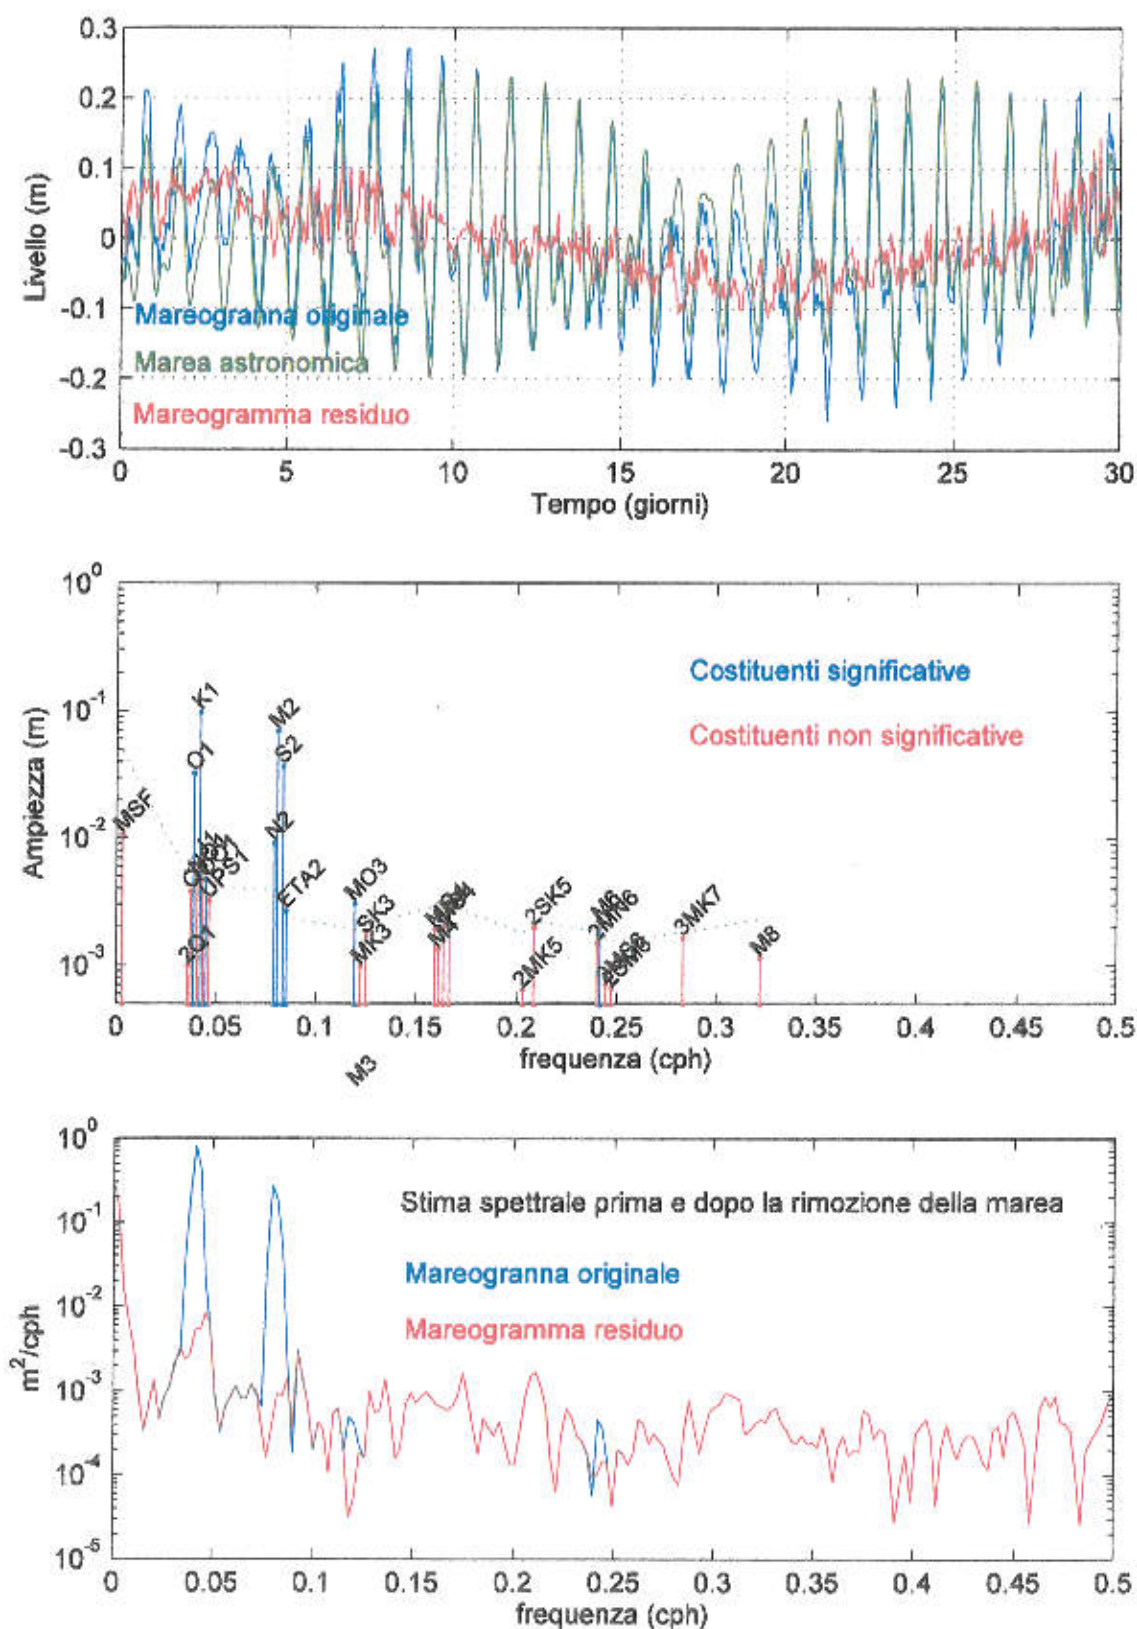 0.3
0.2
0.1
0
-0.1
-0.2
-0.3
Livello (m)
Mareogranna originale
Marea astronomica
Mareogramma residuo
0 5 10 15 20 25 30
Tempo (giorni)
10^0
10^-1
10^-2
10^-3
Ampiezza (m)
Costituenti significative
Costituenti non significative
MSF
2Q1
O1
K1
UPS1
N2
M2
S2
ETA2
MO3
M3
MK3
SK3
2MK5
2SK5
2MN6
M6
3MK7
M8
0 0.05 0.1 0.15 0.2 0.25 0.3 0.35 0.4 0.45 0.5
frequenza (cph)
10^0
10^-1
10^-2
10^-3
10^-4
10^-5
m^2/cph
Stima spettrale prima e dopo la rimozione della marea
Mareogranna originale
Mareogramma residuo
0 0.05 0.1 0.15 0.2 0.25 0.3 0.35 0.4 0.45 0.5
frequenza (cph)